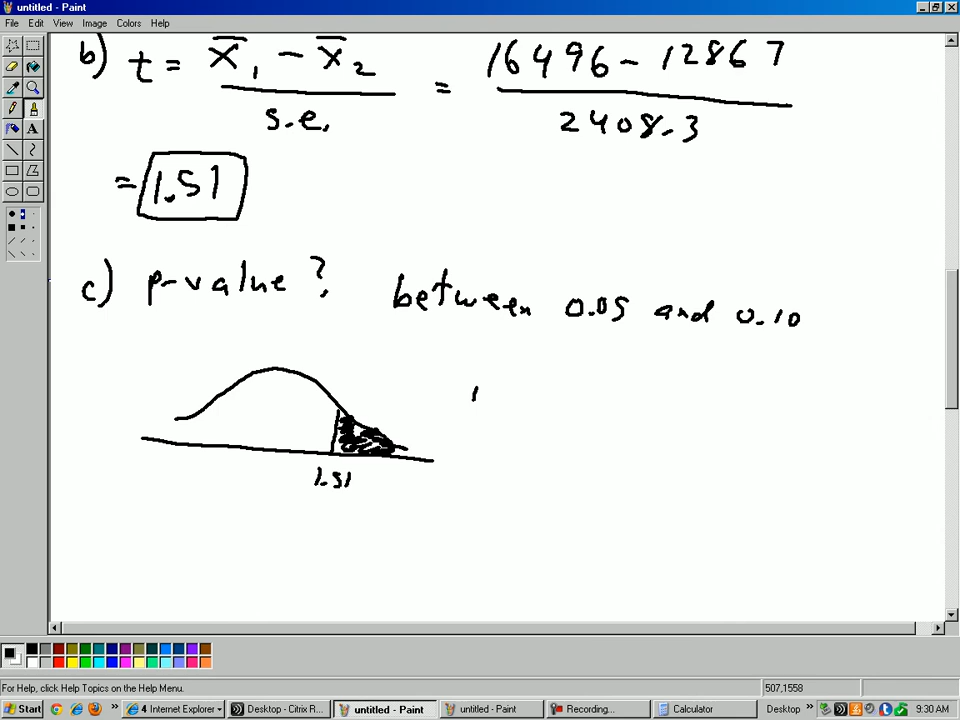 untitled - Paint
File Edit View Image Colors Help
b) t = x̄₁ - x̄₂ / s.e. = 16496 - 12867 / 2408.3
= 1.51
c) p-value? between 0.05 and 0.10
1.51
For Help, click Help Topics on the Help Menu.
507,1558
Start » 4 Internet Explorer Desktop - Citrix R... untitled - Paint untitled - Paint Recording... Calculator Desktop » 9:30 AM